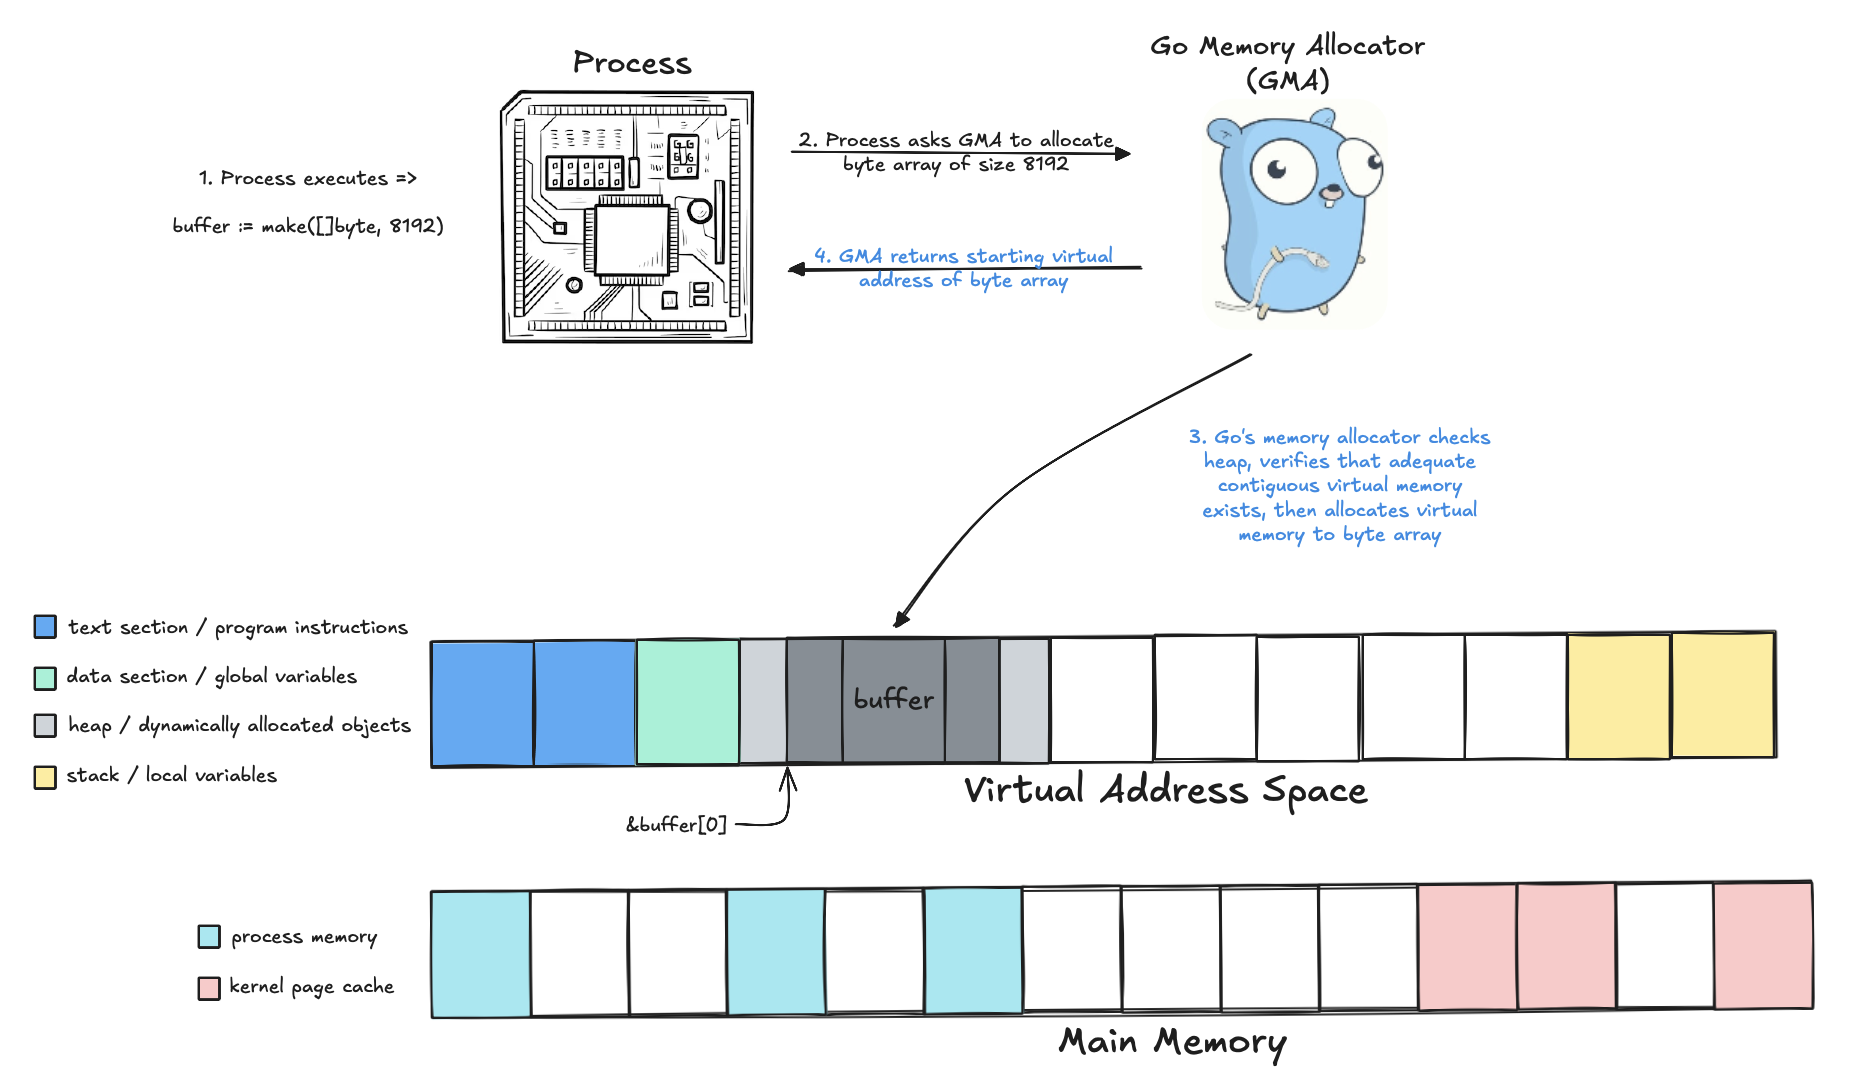 Process
Go Memory Allocator
(GMA)
1. Process executes =>
buffer := make([]byte, 8192)
2. Process asks GMA to allocate
byte array of size 8192
4. GMA returns starting virtual
address of byte array
3. Go's memory allocator checks
heap, verifies that adequate
contiguous virtual memory
exists, then allocates virtual
memory to byte array
text section / program instructions
data section / global variables
heap / dynamically allocated objects
stack / local variables
buffer
Virtual Address Space
&buffer[0]
process memory
kernel page cache
Main Memory